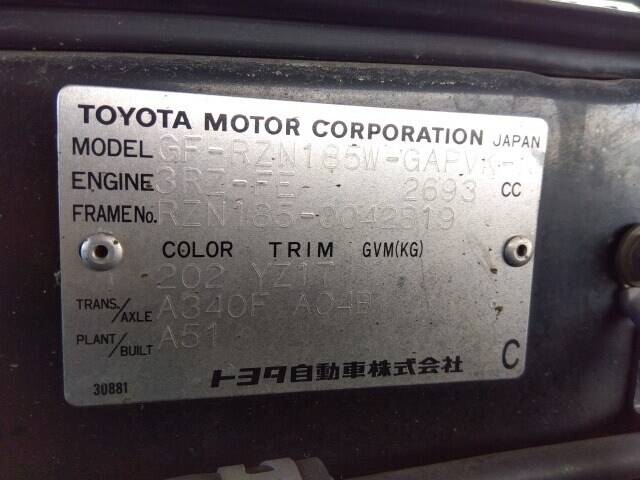 TOYOTA MOTOR CORPORATION JAPAN
MODEL GF-RZN185W-GAPVK-
ENGINE 3RZ-FE 2693 CC
FRAME No. RZN185-0042819
COLOR TRIM GVM(KG)
202 YZ17
TRANS./AXLE A340F A04B
PLANT/BUILT A51
C
トヨタ自動車株式会社
30881